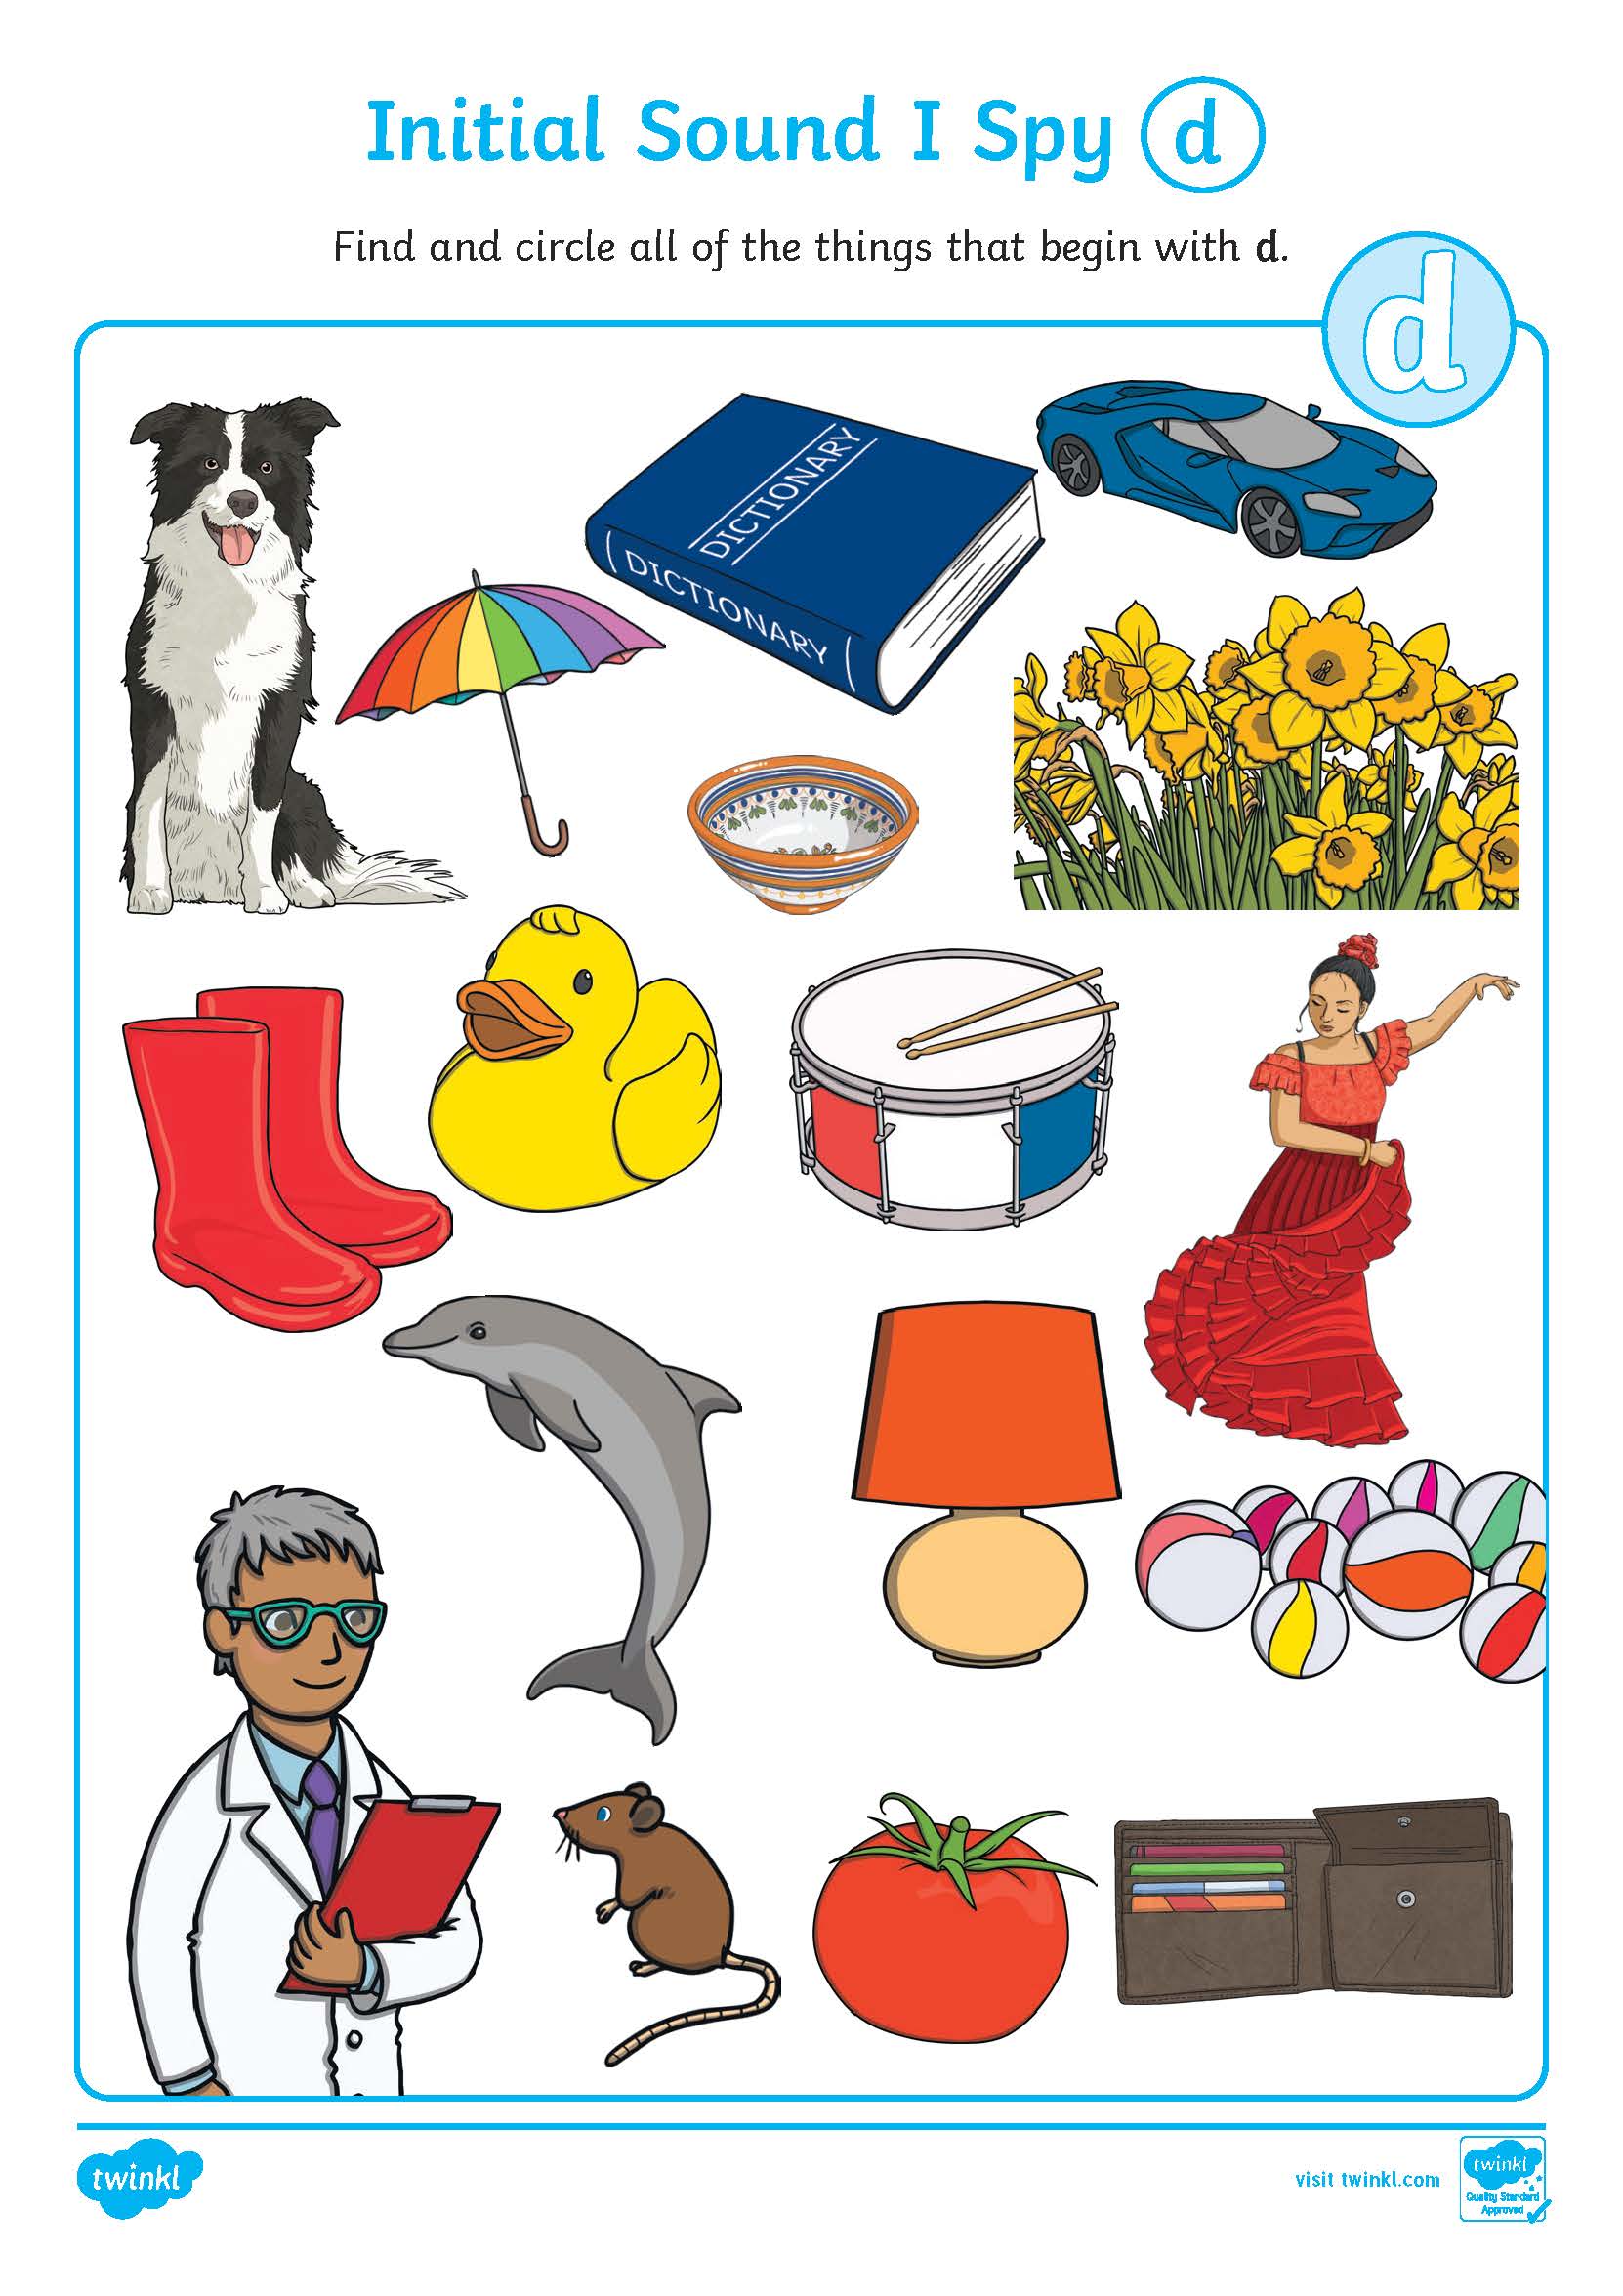 Initial Sound I Spy d
Find and circle all of the things that begin with d.
d
DICTIONARY
DICTIONARY
twinkl
visit twinkl.com
twinkl
Quality Standard
Approved